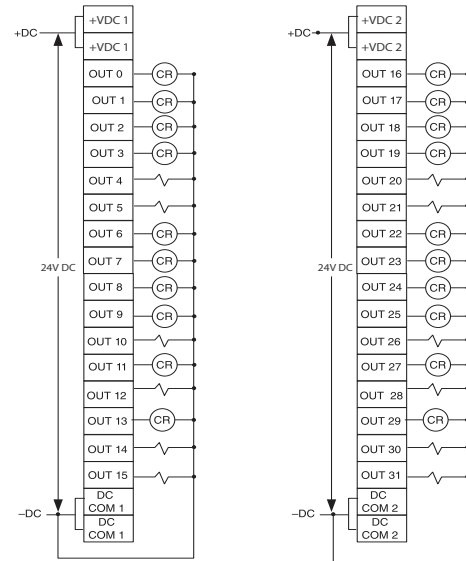 +VDC 1
+DC
+VDC 1
OUT 0 CR
OUT 1 CR
OUT 2 CR
OUT 3 CR
OUT 4
OUT 5
OUT 6 CR
OUT 7 CR
24V DC
OUT 8 CR
OUT 9 CR
OUT 10
OUT 11 CR
OUT 12
OUT 13 CR
OUT 14
OUT 15
DC
COM 1
-DC
DC
COM 1
+VDC 2
+DC
+VDC 2
OUT 16 CR
OUT 17 CR
OUT 18 CR
OUT 19 CR
OUT 20
OUT 21
OUT 22 CR
OUT 23 CR
24V DC
OUT 24 CR
OUT 25 CR
OUT 26
OUT 27 CR
OUT 28
OUT 29 CR
OUT 30
OUT 31
DC
COM 2
-DC
DC
COM 2